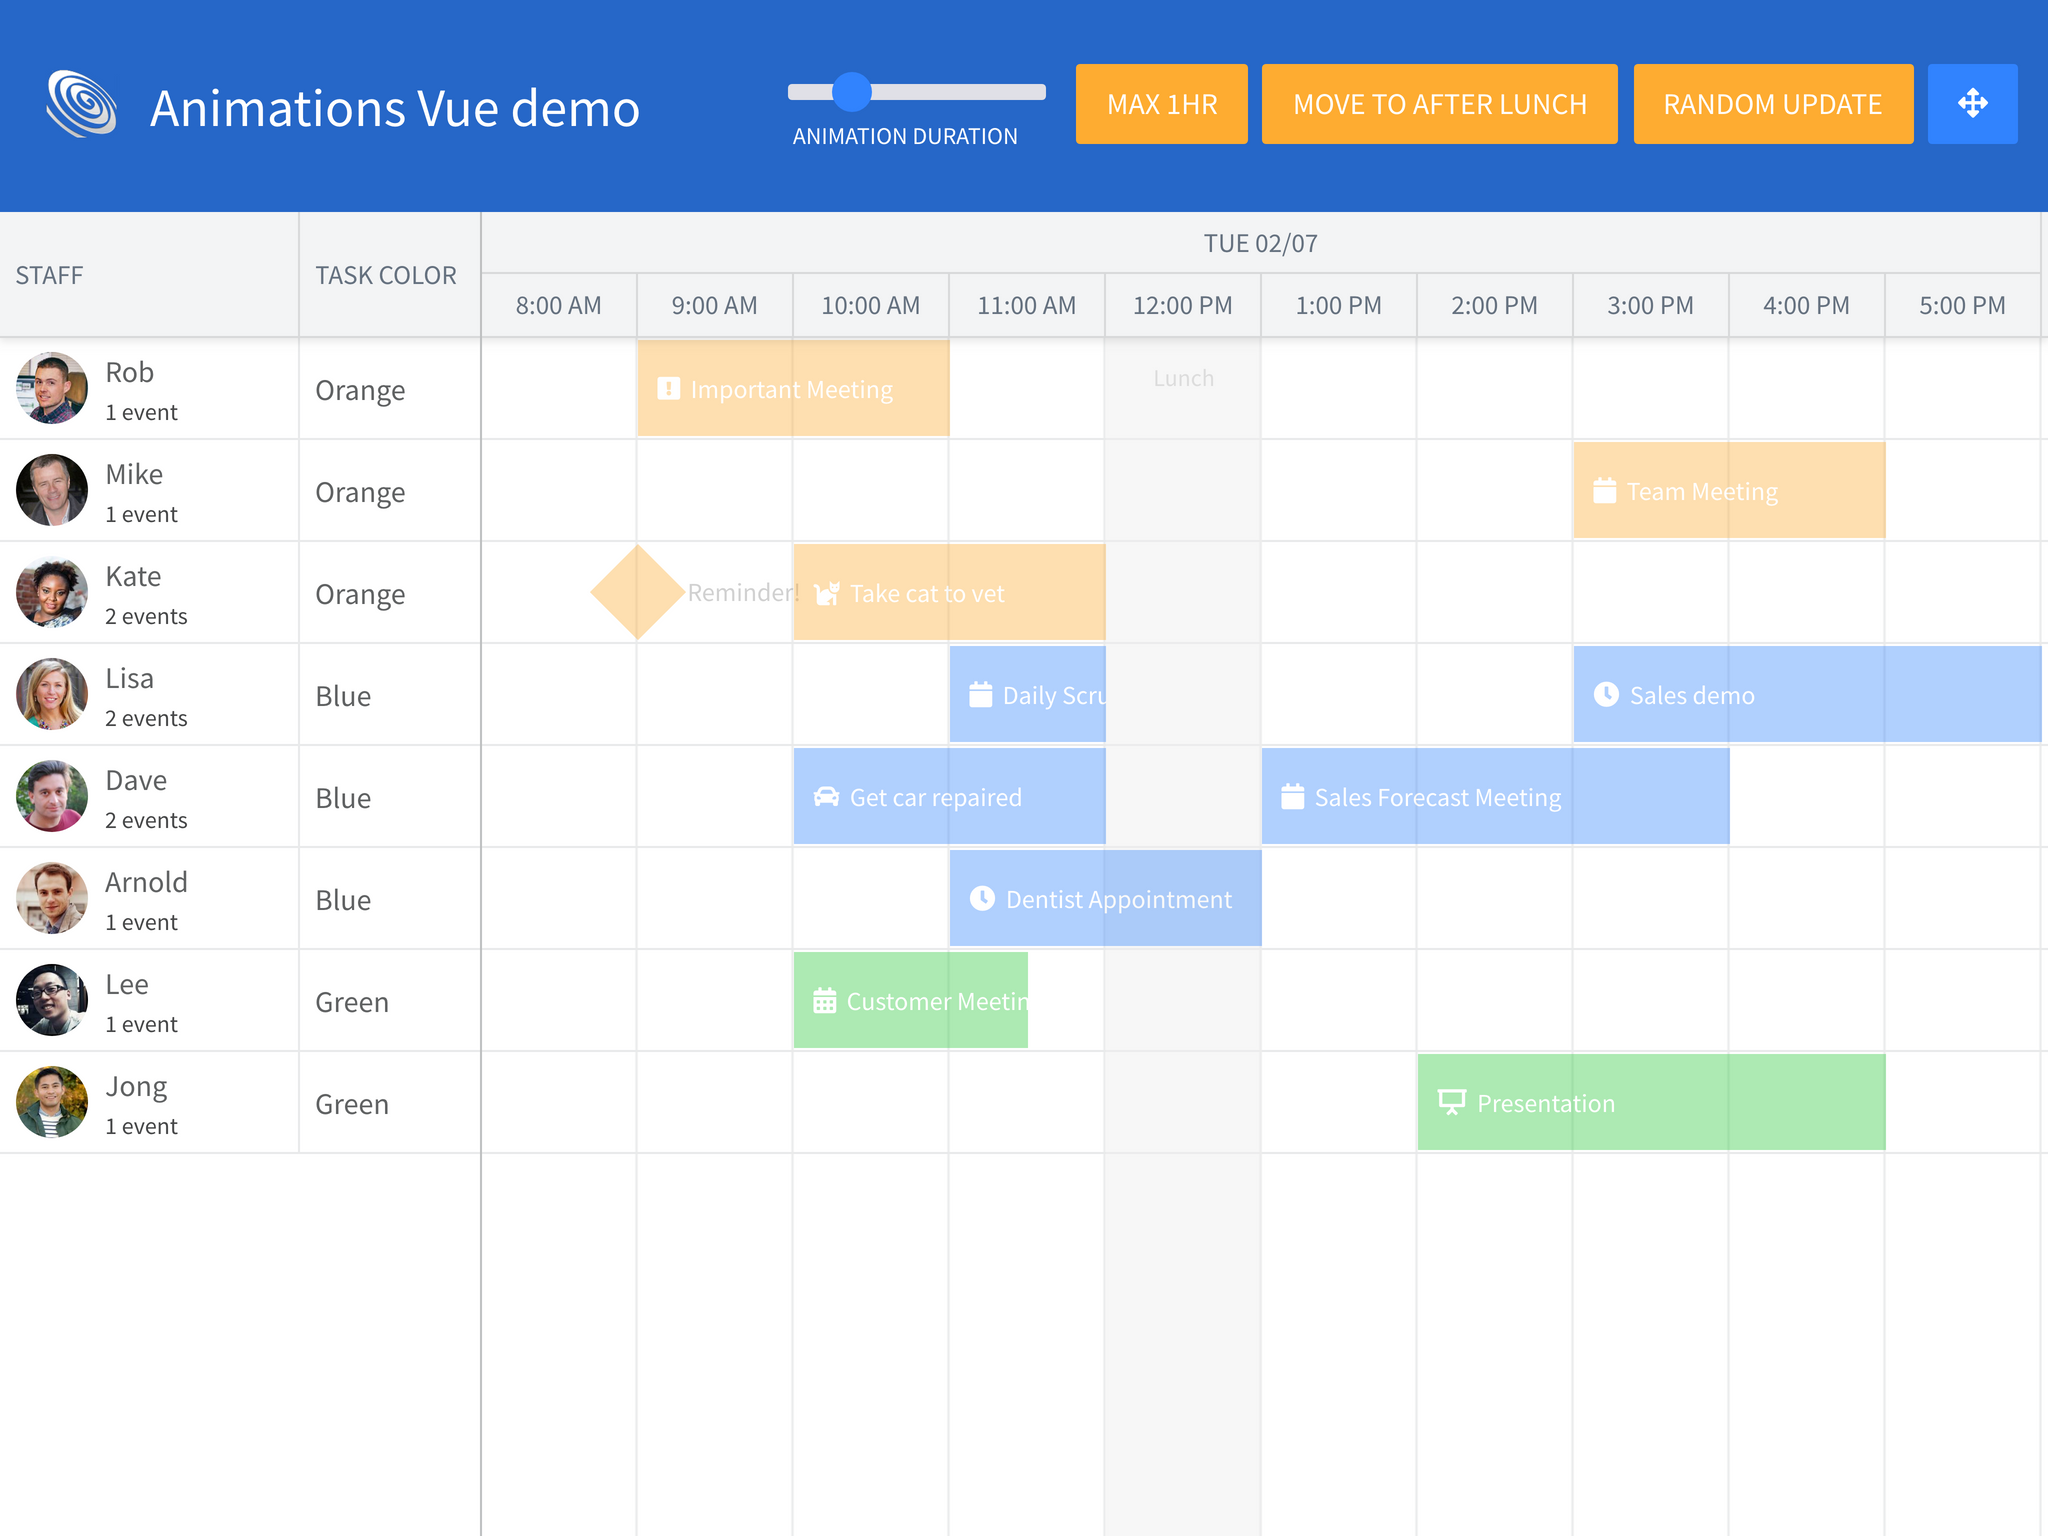 Animations Vue demo
ANIMATION DURATION
MAX 1HR
MOVE TO AFTER LUNCH
RANDOM UPDATE
STAFF
TASK COLOR
TUE 02/07
8:00 AM
9:00 AM
10:00 AM
11:00 AM
12:00 PM
1:00 PM
2:00 PM
3:00 PM
4:00 PM
5:00 PM
Rob
1 event
Orange
Important Meeting
Lunch
Mike
1 event
Orange
Team Meeting
Kate
2 events
Orange
Reminder!
Take cat to vet
Lisa
2 events
Blue
Daily Scru
Sales demo
Dave
2 events
Blue
Get car repaired
Sales Forecast Meeting
Arnold
1 event
Blue
Dentist Appointment
Lee
1 event
Green
Customer Meetin
Jong
1 event
Green
Presentation